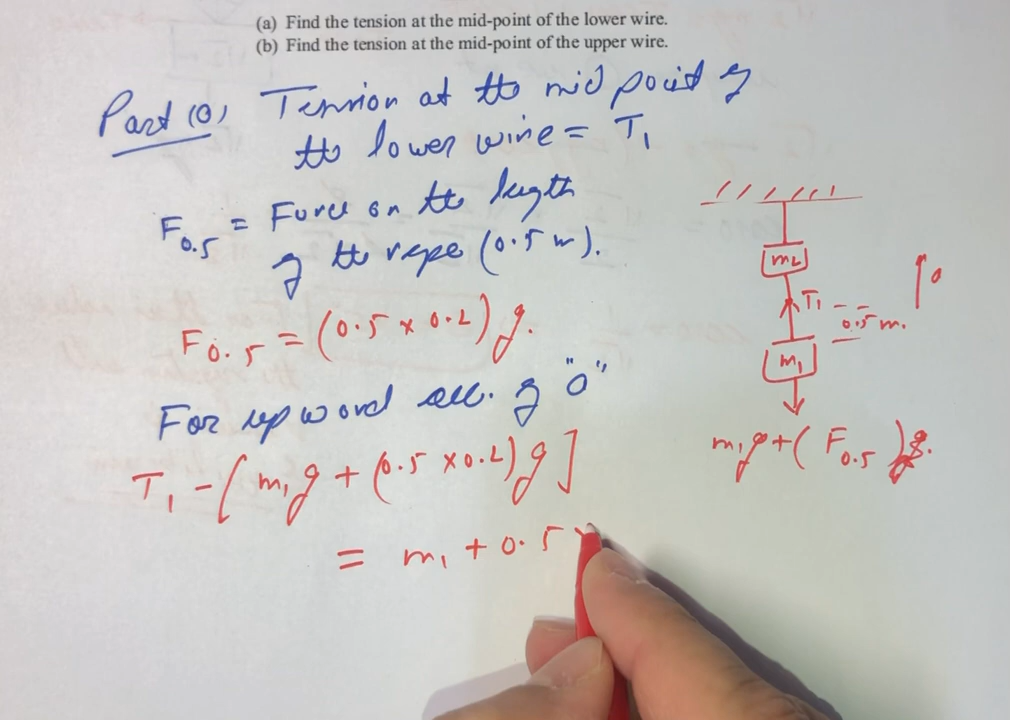 (a) Find the tension at the mid-point of the lower wire.
(b) Find the tension at the mid-point of the upper wire.
Part (a) Tension at the mid point of
the lower wire = T₁
F₀.₅ = Force on the length
of the rope (0.5 m).
F₀.₅ = (0.5 × 0.2) g.
For upward acc. of "a"
T₁ - [m₁g + (0.5 × 0.2) g]
= m₁ + 0.5 ×
m₂
T₁
0.5 m.
a
m₁
m₁g + (F₀.₅)